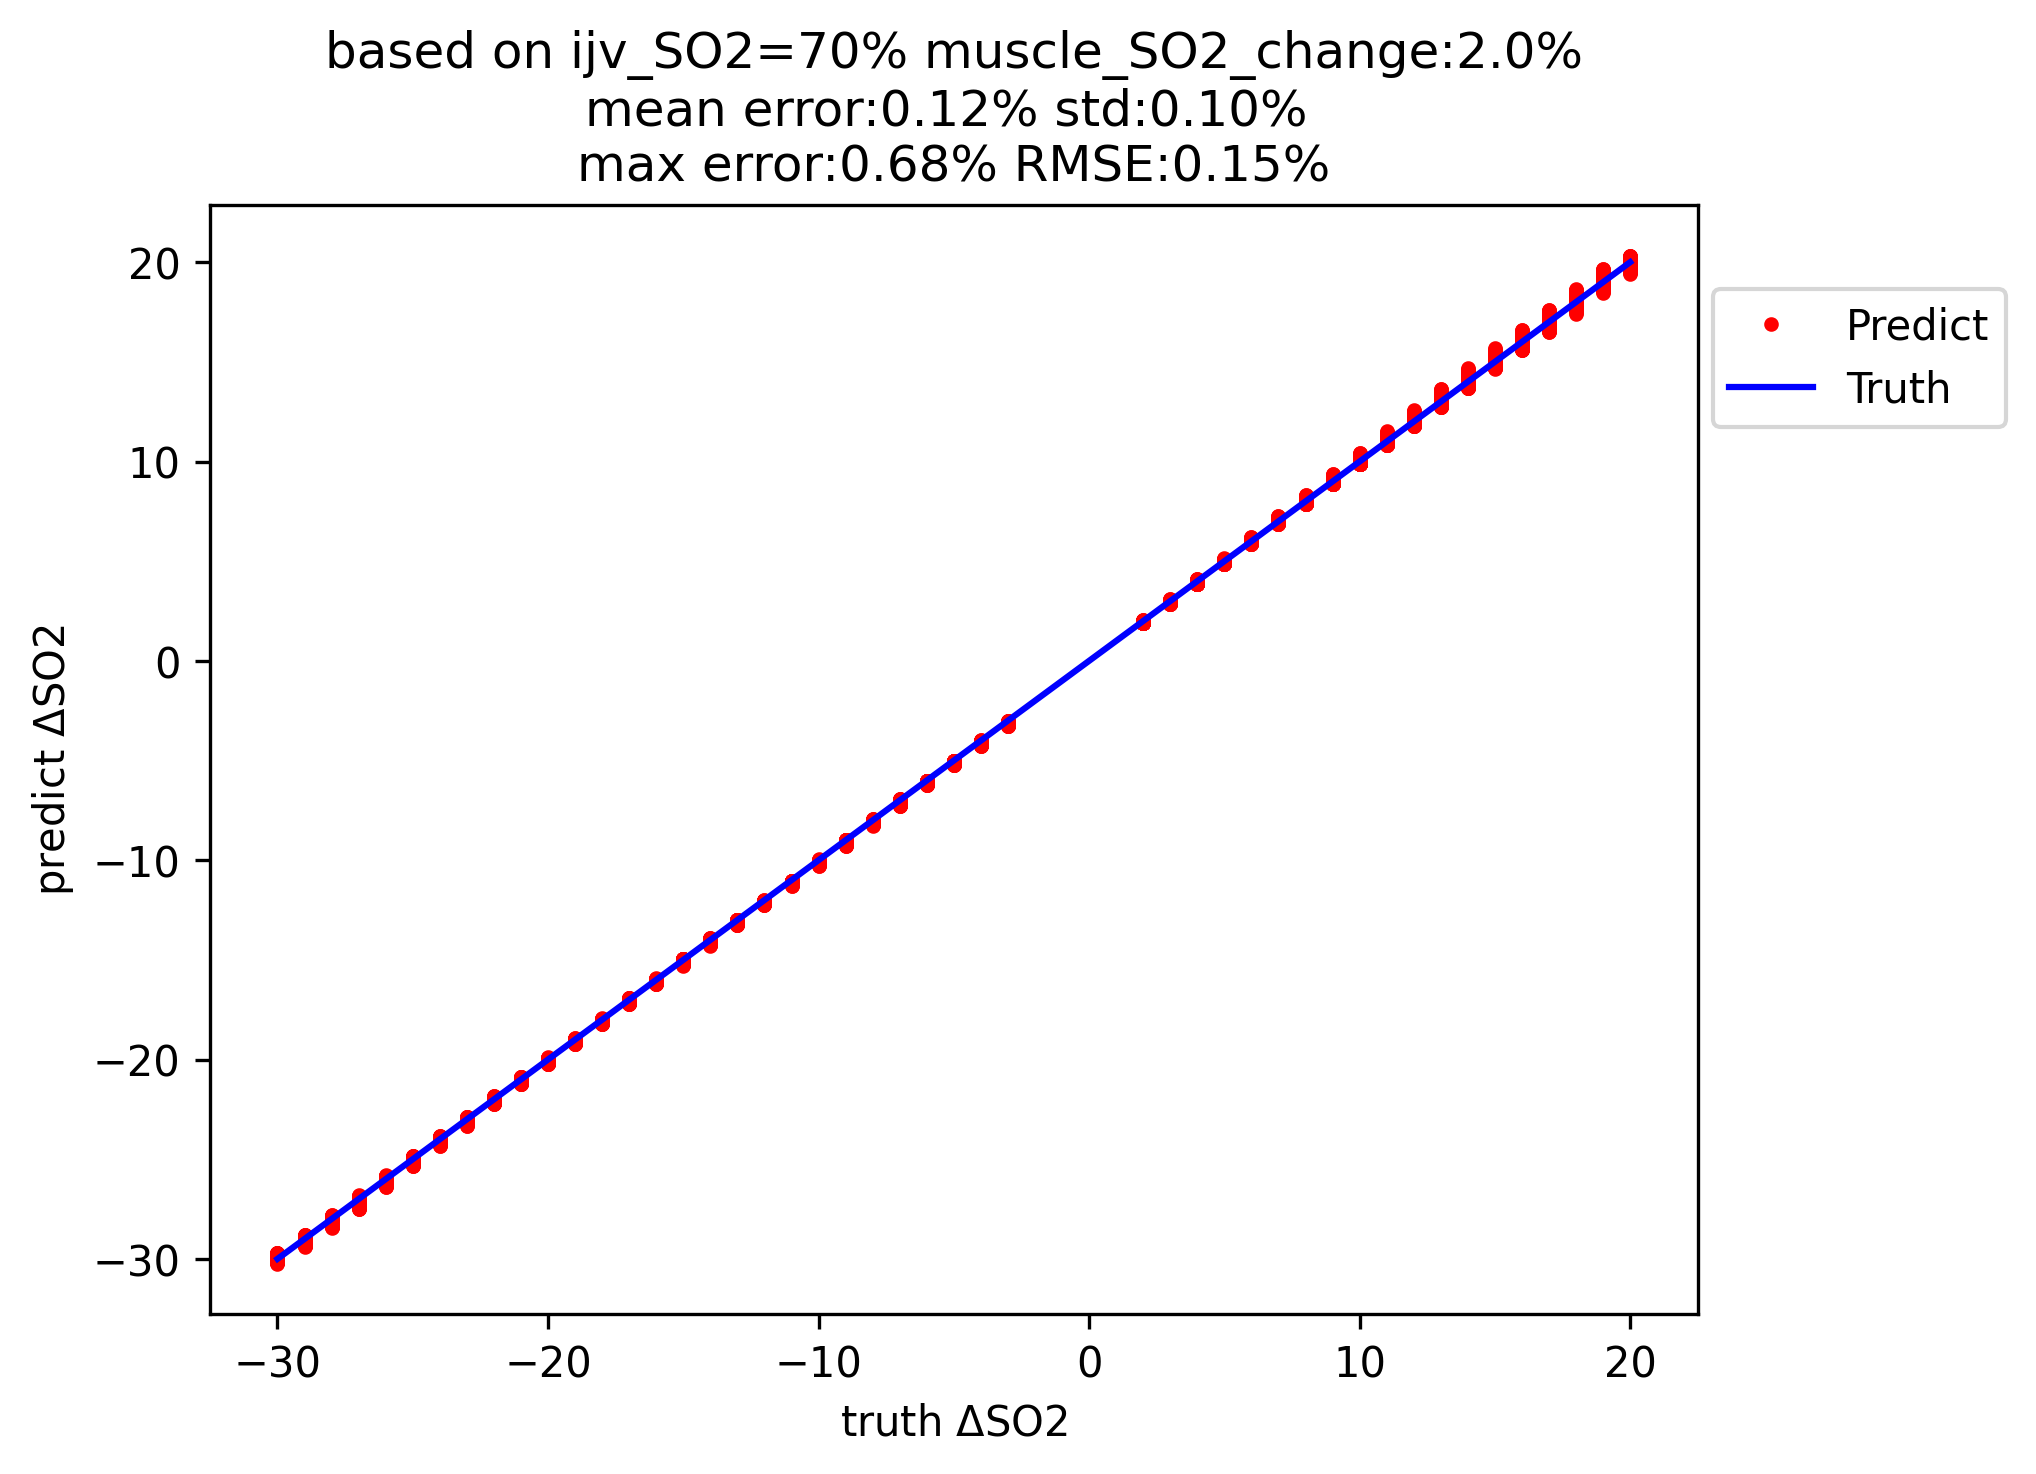 based on ijv_SO2=70% muscle_SO2_change:2.0%
mean error:0.12% std:0.10%
max error:0.68% RMSE:0.15%
20
10
0
−10
−20
−30
predict ΔSO2
−30
−20
−10
0
10
20
truth ΔSO2
Predict
Truth